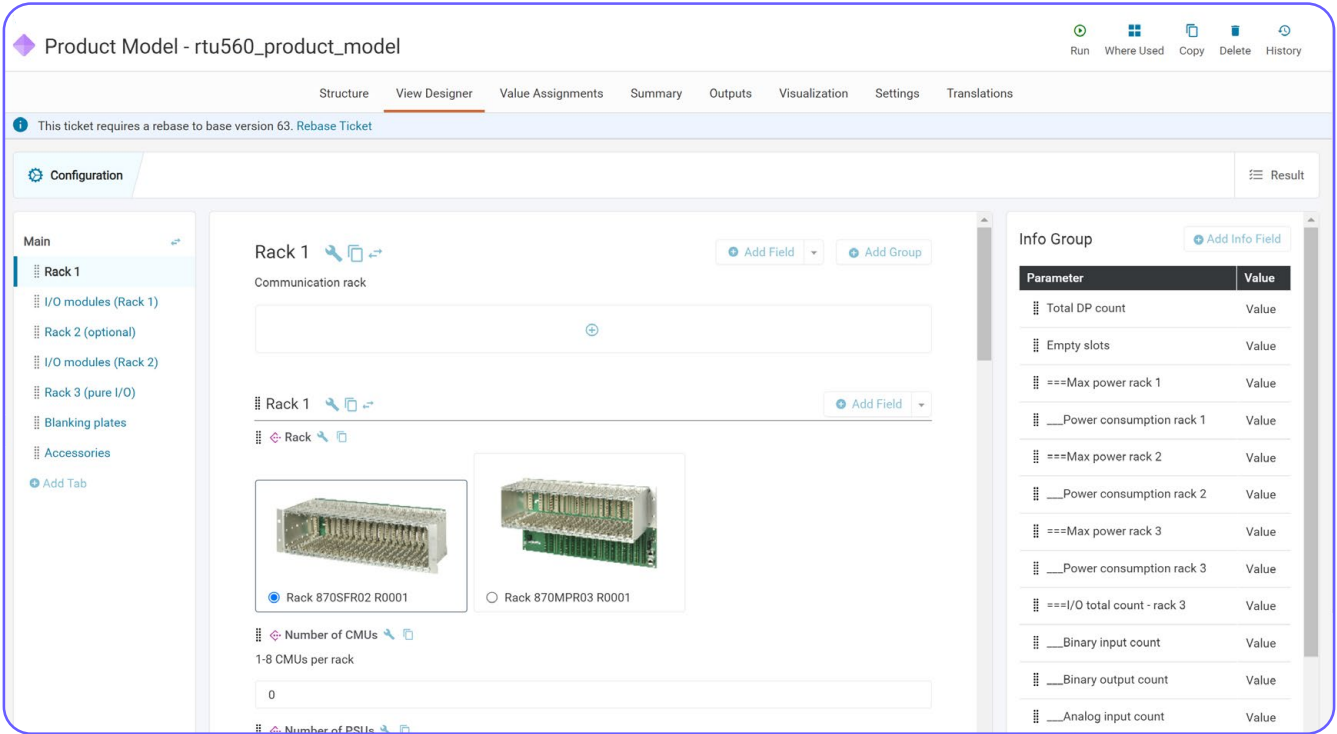 Product Model - rtu560_product_model
Run Where Used Copy Delete History
Structure View Designer Value Assignments Summary Outputs Visualization Settings Translations
This ticket requires a rebase to base version 63. Rebase Ticket
Configuration
Result
Main
Rack 1
I/O modules (Rack 1)
Rack 2 (optional)
I/O modules (Rack 2)
Rack 3 (pure I/O)
Blanking plates
Accessories
Add Tab
Rack 1
Add Field
Add Group
Communication rack
Rack 1
Add Field
Rack
Rack 870SFR02 R0001
Rack 870MPR03 R0001
Number of CMUs
1-8 CMUs per rack
0
Number of PSUs
Info Group
Add Info Field
Parameter Value
Total DP count Value
Empty slots Value
===Max power rack 1 Value
___Power consumption rack 1 Value
===Max power rack 2 Value
___Power consumption rack 2 Value
===Max power rack 3 Value
___Power consumption rack 3 Value
===I/O total count - rack 3 Value
___Binary input count Value
___Binary output count Value
___Analog input count Value